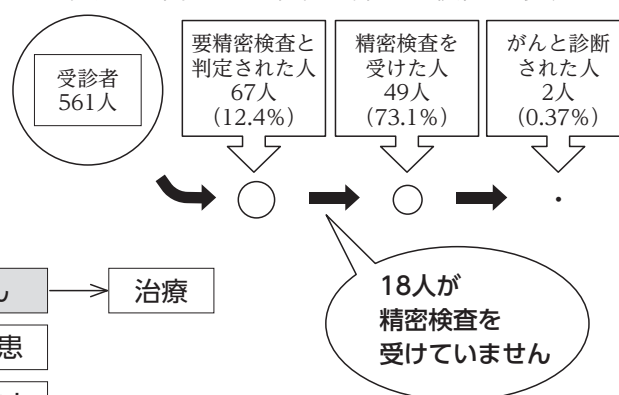 受診者
561人
要精密検査と
判定された人
67人
（12.4%）
精密検査を
受けた人
49人
（73.1%）
がんと診断
された人
2人
（0.37%）
18人が
精密検査を
受けていません
ん
治療
患